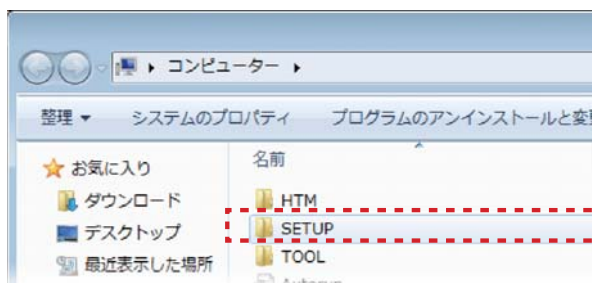 コンピューター
整理 システムのプロパティ プログラムのアンインストールと変
お気に入り
ダウンロード
デスクトップ
最近表示した場所
名前
HTM
SETUP
TOOL